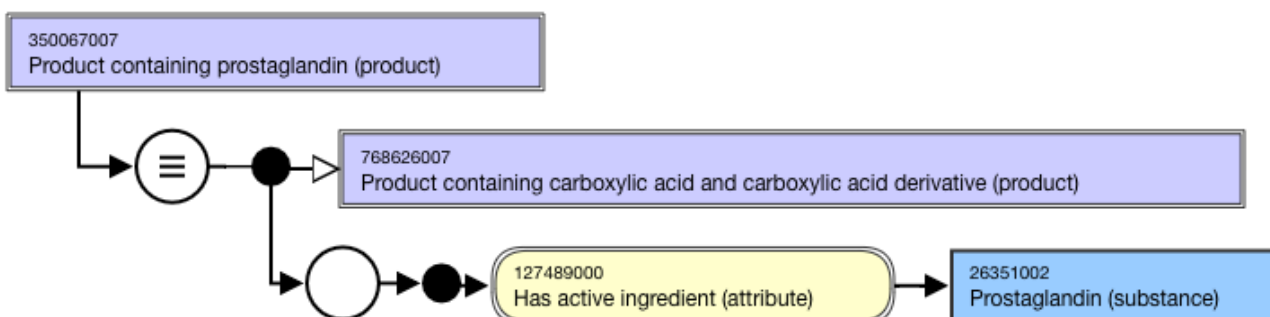 350067007
Product containing prostaglandin (product)
≡
768626007
Product containing carboxylic acid and carboxylic acid derivative (product)
127489000
Has active ingredient (attribute)
26351002
Prostaglandin (substance)